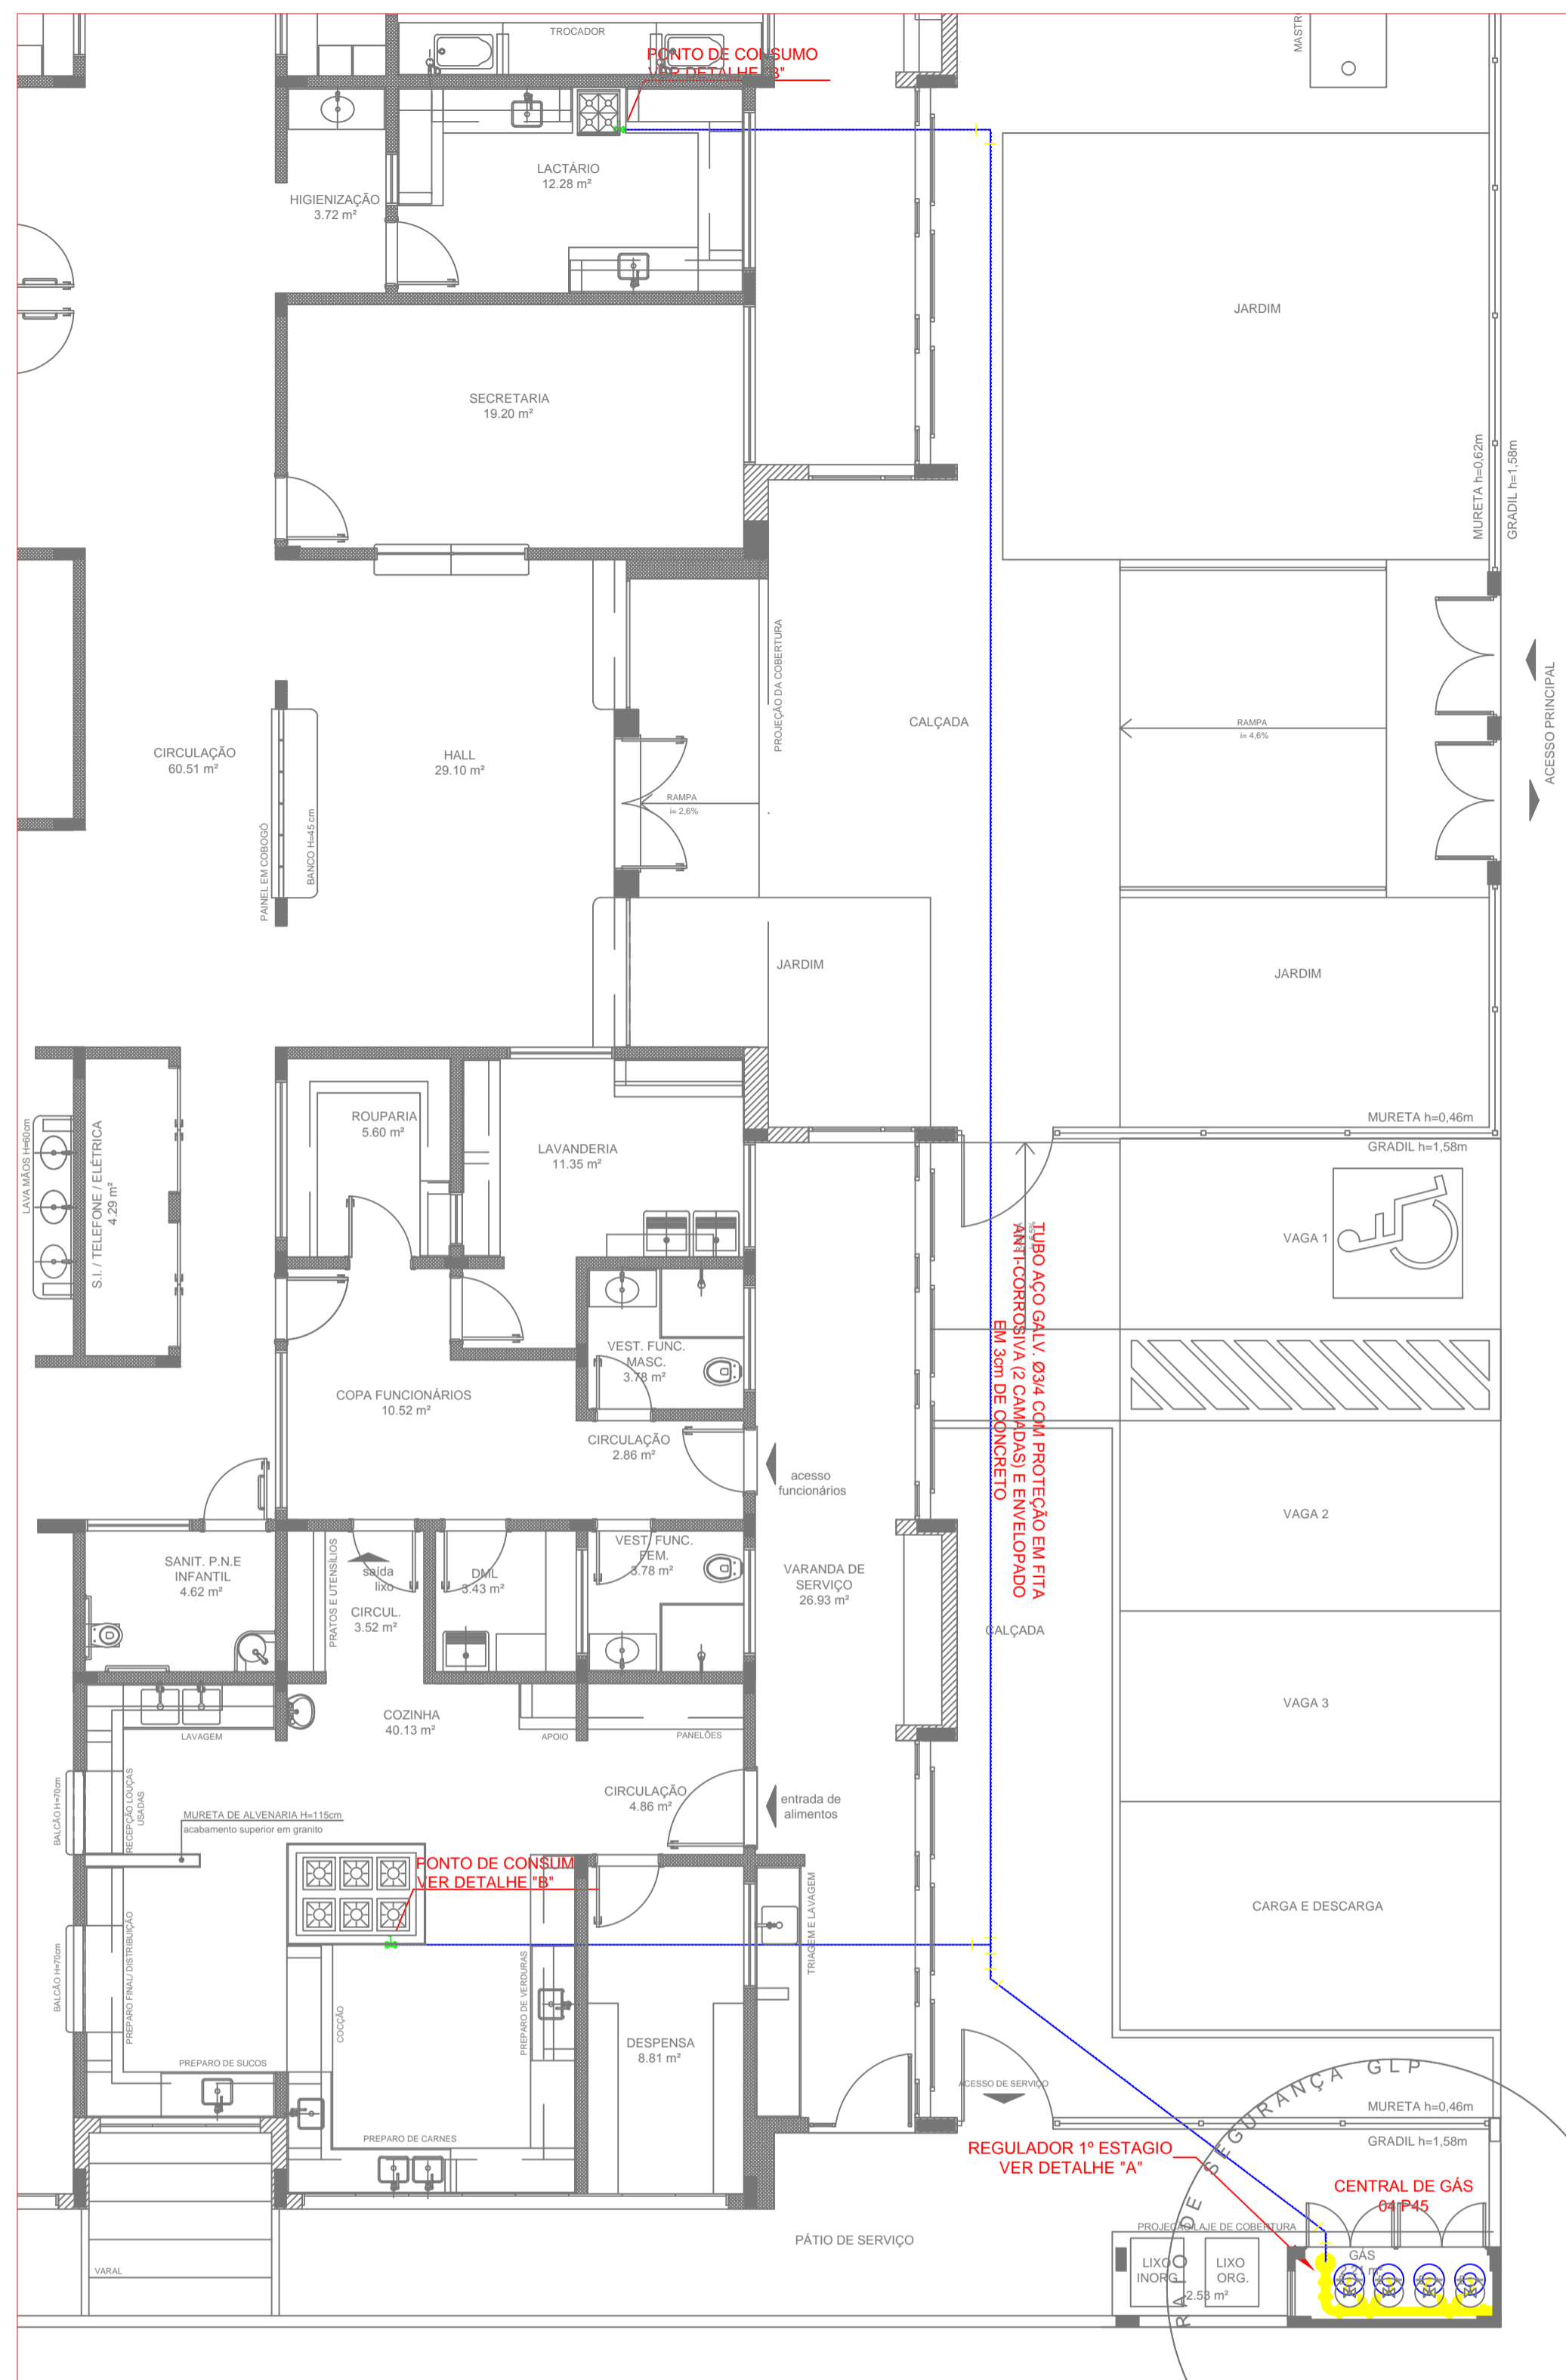 TROCADOR
PONTO DE CONSUMO
VER DETALHE "B"
LACTÁRIO
12.28 m²
HIGIENIZAÇÃO
3.72 m²
JARDIM
SECRETARIA
19.20 m²
MURETA h=0,62m
GRADIL h=1,58m
PROJEÇÃO DA COBERTURA
CALÇADA
RAMPA
i= 4,6%
ACESSO PRINCIPAL
CIRCULAÇÃO
60.51 m²
HALL
29.10 m²
RAMPA
i= 2,6%
PAINEL EM COBOGÓ
BANCO H=45 cm
JARDIM
JARDIM
LAVA MÃOS H=60cm
S.I. / TELEFONE / ELÉTRICA
4.29 m²
ROUPARIA
5.60 m²
LAVANDERIA
11.35 m²
MURETA h=0,46m
GRADIL h=1,58m
VAGA 1
TUBO AÇO GALV. Ø3/4 COM PROTEÇÃO EM FITA
ANTI-CORROSIVA (2 CAMADAS) E ENVELOPADO
EM 3cm DE CONCRETO
VEST. FUNC.
MASC.
3.78 m²
COPA FUNCIONÁRIOS
10.52 m²
CIRCULAÇÃO
2.86 m²
acesso
funcionários
VAGA 2
SANIT. P.N.E
INFANTIL
4.62 m²
PRATOS E UTENSÍLIOS
saída
lixo
CIRCUL.
3.52 m²
DML
3.43 m²
VEST. FUNC.
FEM.
3.78 m²
VARANDA DE
SERVIÇO
26.93 m²
CALÇADA
VAGA 3
COZINHA
40.13 m²
LAVAGEM
APOIO
PANELÕES
BALCÃO H=70cm
RECEPÇÃO LOUÇAS
USADAS
CIRCULAÇÃO
4.86 m²
entrada de
alimentos
MURETA DE ALVENARIA H=115cm
acabamento superior em granito
PONTO DE CONSUM
VER DETALHE "B"
TRIAGEM E LAVAGEM
CARGA E DESCARGA
BALCÃO H=70cm
PREPARO FINAL/ DISTRIBUIÇÃO
COCÇÃO
PREPARO DE VERDURAS
DESPENSA
8.81 m²
PREPARO DE SUCOS
PREPARO DE CARNES
ACESSO DE SERVIÇO
RAIO DE SEGURANÇA GLP
MURETA h=0,46m
GRADIL h=1,58m
REGULADOR 1º ESTAGIO
VER DETALHE "A"
CENTRAL DE GÁS
04 P45
PÁTIO DE SERVIÇO
PROJEÇÃO LAJE DE COBERTURA
VARAL
LIXO
INORG.
LIXO
ORG.
2.53 m²
GÁS